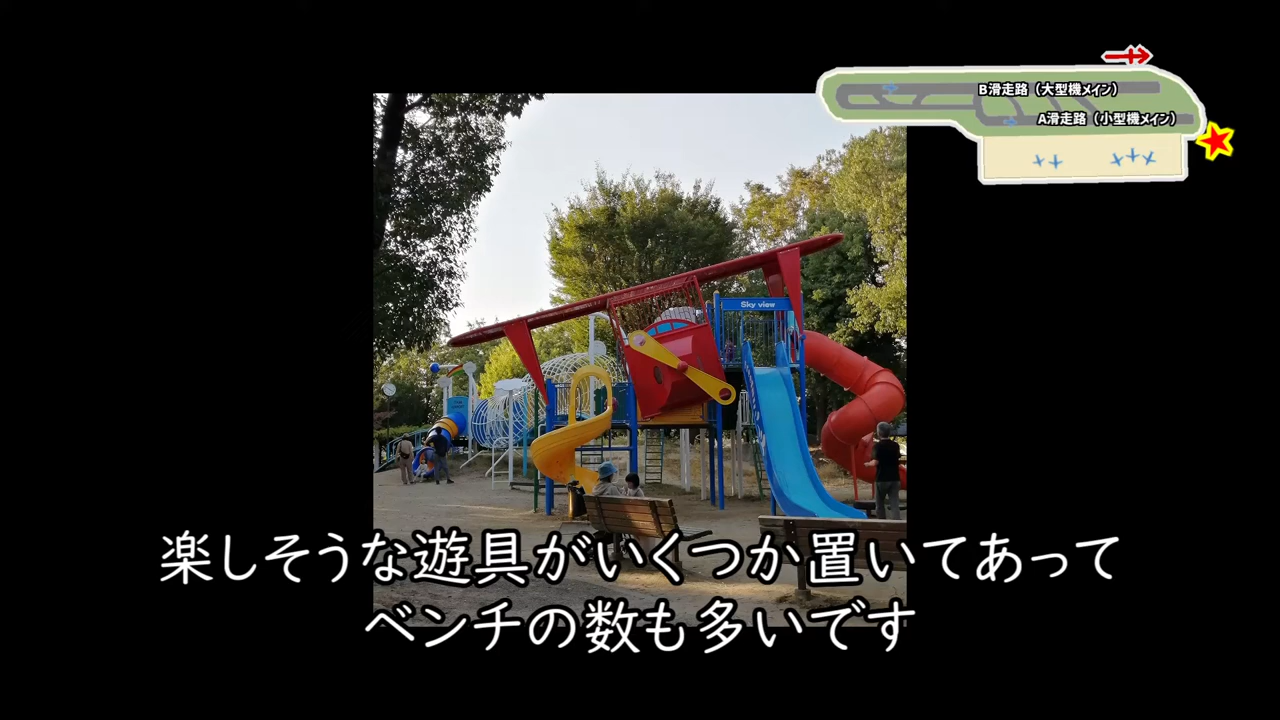 B滑走路（大型機メイン）
A滑走路（小型機メイン）
Sky view
楽しそうな遊具がいくつか置いてあって
ベンチの数も多いです